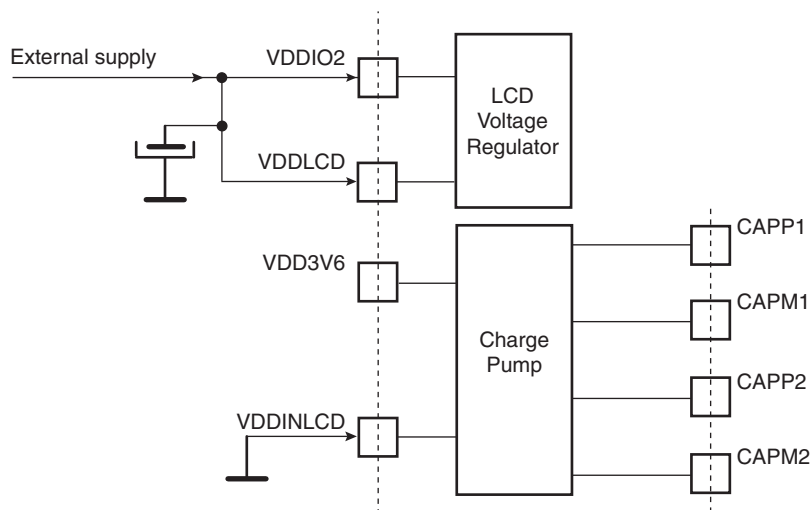 External supply
VDDIO2
LCD
Voltage
Regulator
VDDLCD
VDD3V6
Charge
Pump
VDDINLCD
CAPP1
CAPM1
CAPP2
CAPM2